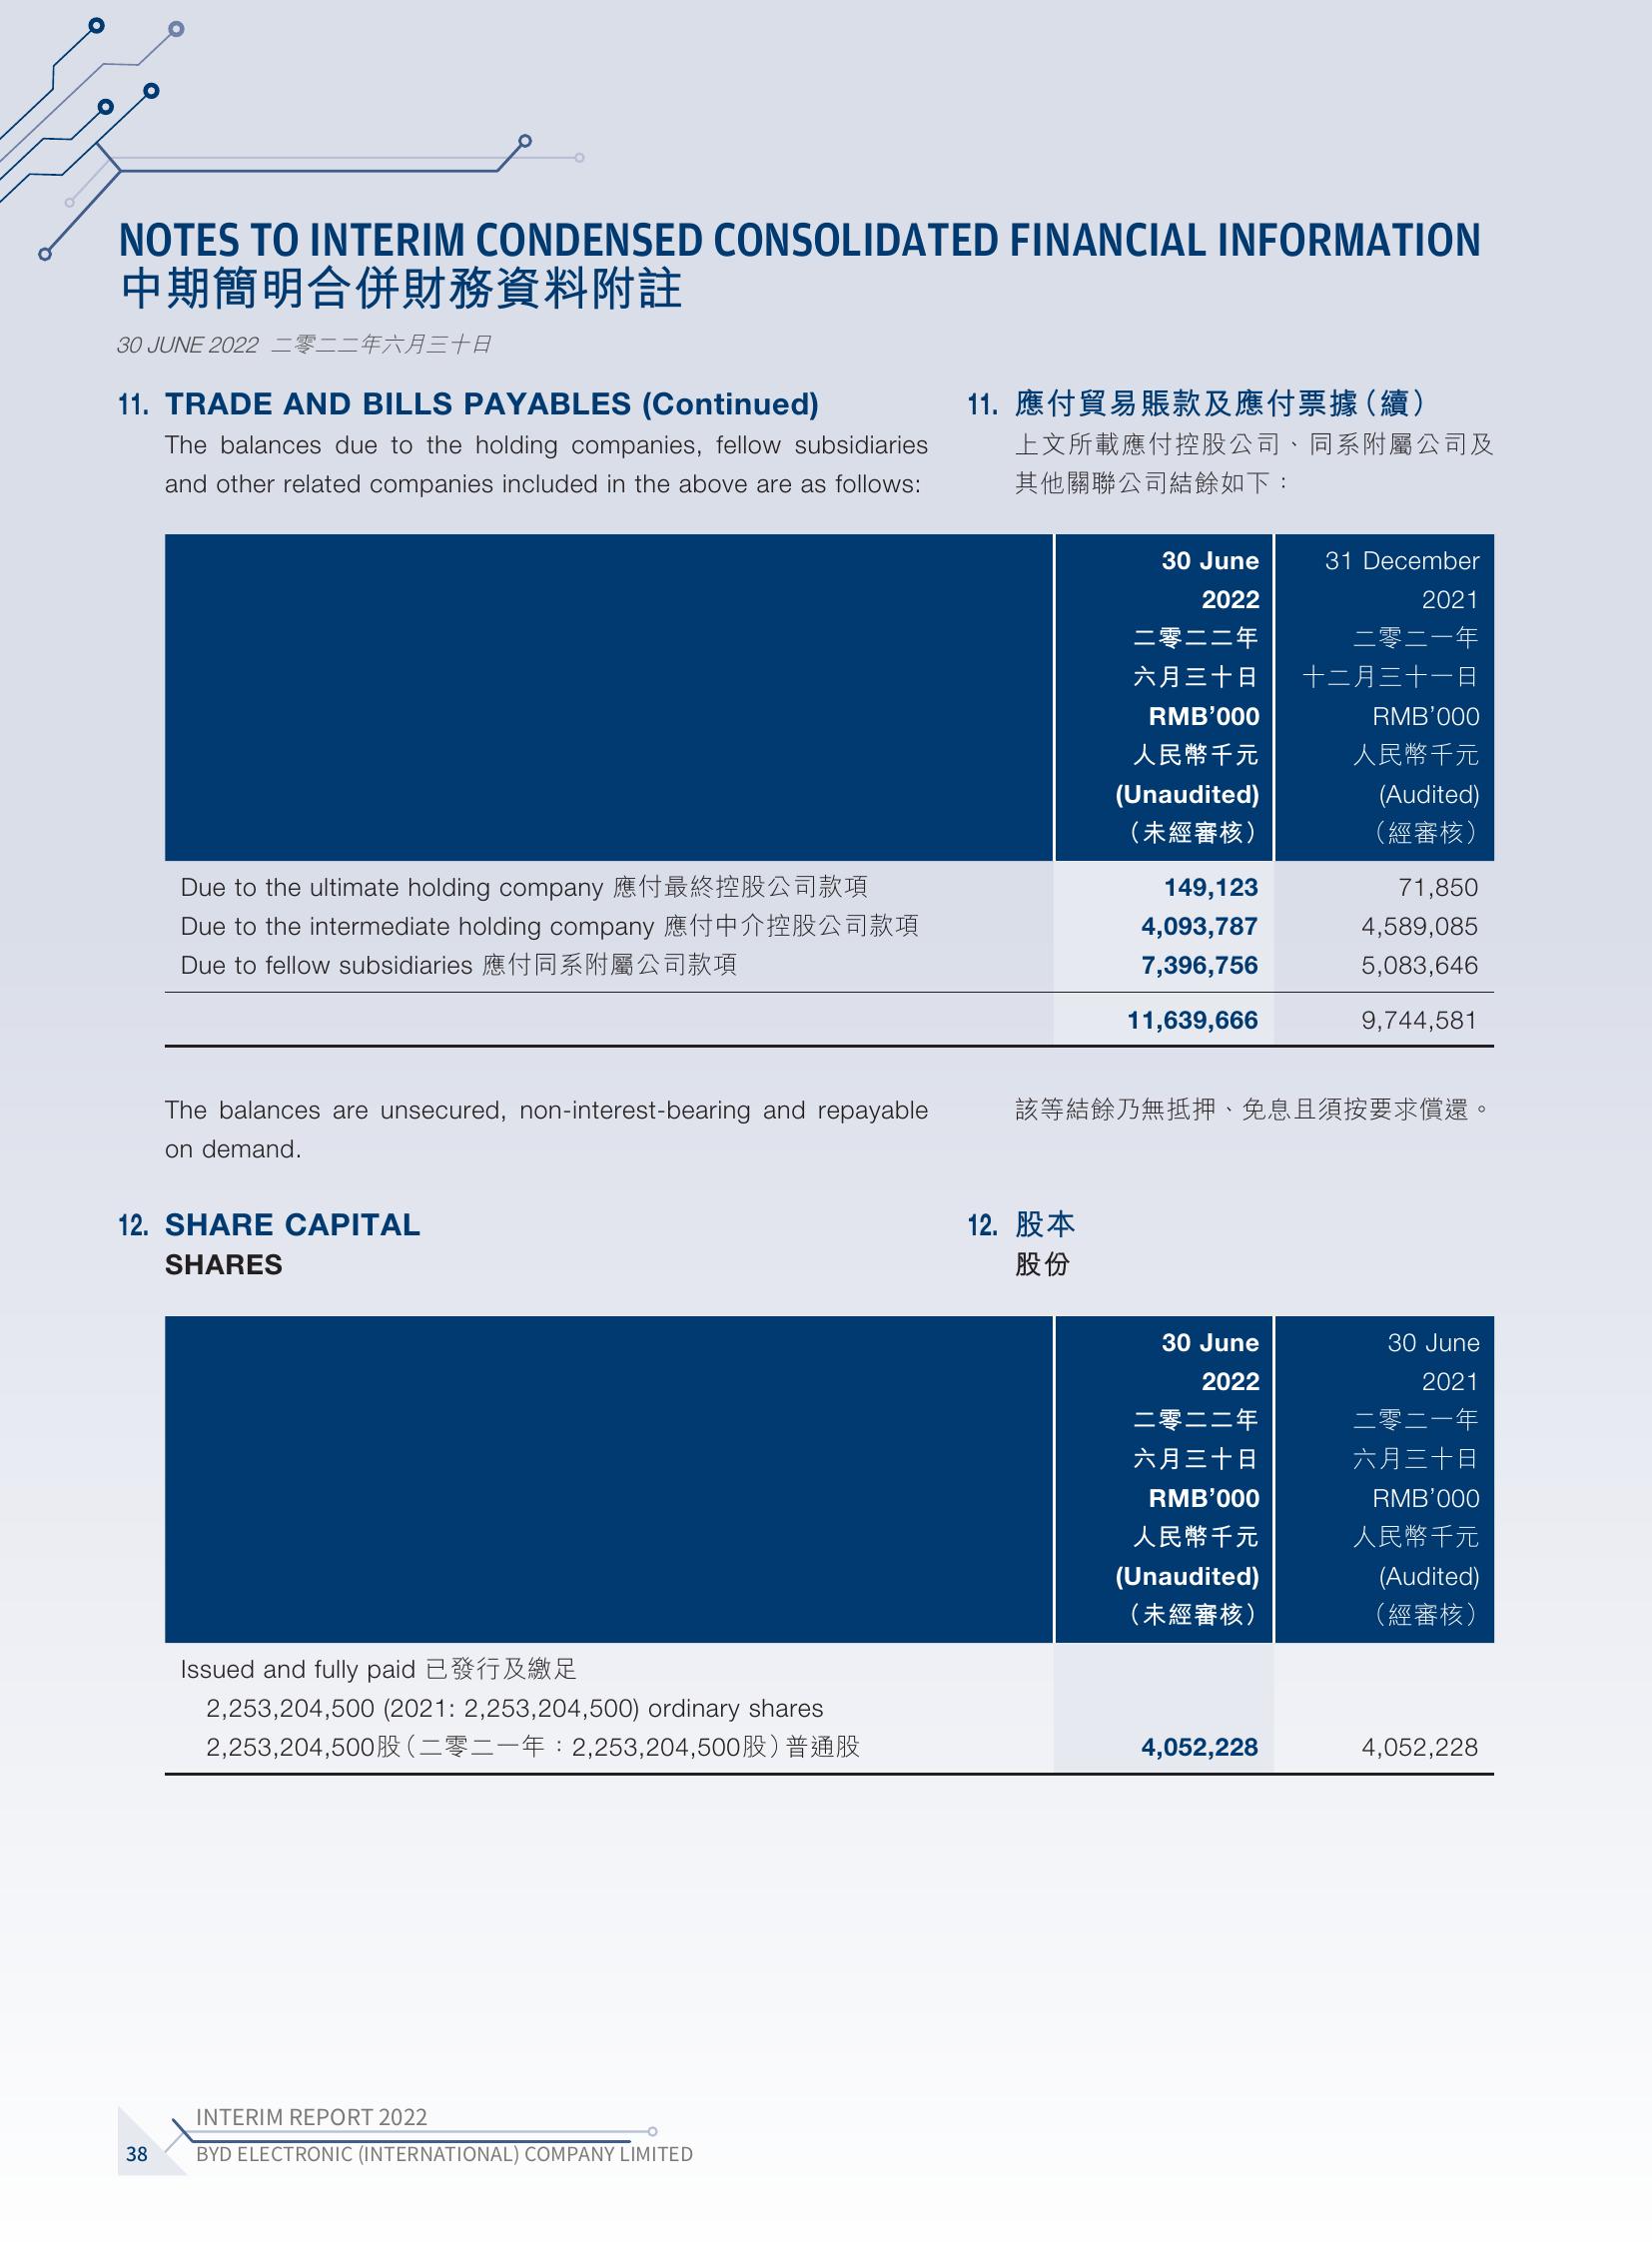 NOTES TO INTERIM CONDENSED CONSOLIDATED FINANCIAL INFORMATION
中期簡明合併財務資料附註
30 JUNE 2022 二零二二年六月三十日
11. TRADE AND BILLS PAYABLES (Continued)
The balances due to the holding companies, fellow subsidiaries
and other related companies included in the above are as follows:
11. 應付貿易賬款及應付票據（續）
上文所載應付控股公司、同系附屬公司及
其他關聯公司結餘如下：
30 June
2022
二零二二年
六月三十日
RMB’000
人民幣千元
(Unaudited)
（未經審核）
31 December
2021
二零二一年
十二月三十一日
RMB’000
人民幣千元
(Audited)
（經審核）
Due to the ultimate holding company 應付最終控股公司款項 149,123 71,850
Due to the intermediate holding company 應付中介控股公司款項 4,093,787 4,589,085
Due to fellow subsidiaries 應付同系附屬公司款項 7,396,756 5,083,646
11,639,666 9,744,581
The balances are unsecured, non-interest-bearing and repayable
on demand.
該等結餘乃無抵押、免息且須按要求償還。
12. SHARE CAPITAL
SHARES
12. 股本
股份
30 June
2022
二零二二年
六月三十日
RMB’000
人民幣千元
(Unaudited)
（未經審核）
30 June
2021
二零二一年
六月三十日
RMB’000
人民幣千元
(Audited)
（經審核）
Issued and fully paid 已發行及繳足
2,253,204,500 (2021: 2,253,204,500) ordinary shares
2,253,204,500股（二零二一年：2,253,204,500股）普通股 4,052,228 4,052,228
INTERIM REPORT 2022
38 BYD ELECTRONIC (INTERNATIONAL) COMPANY LIMITED